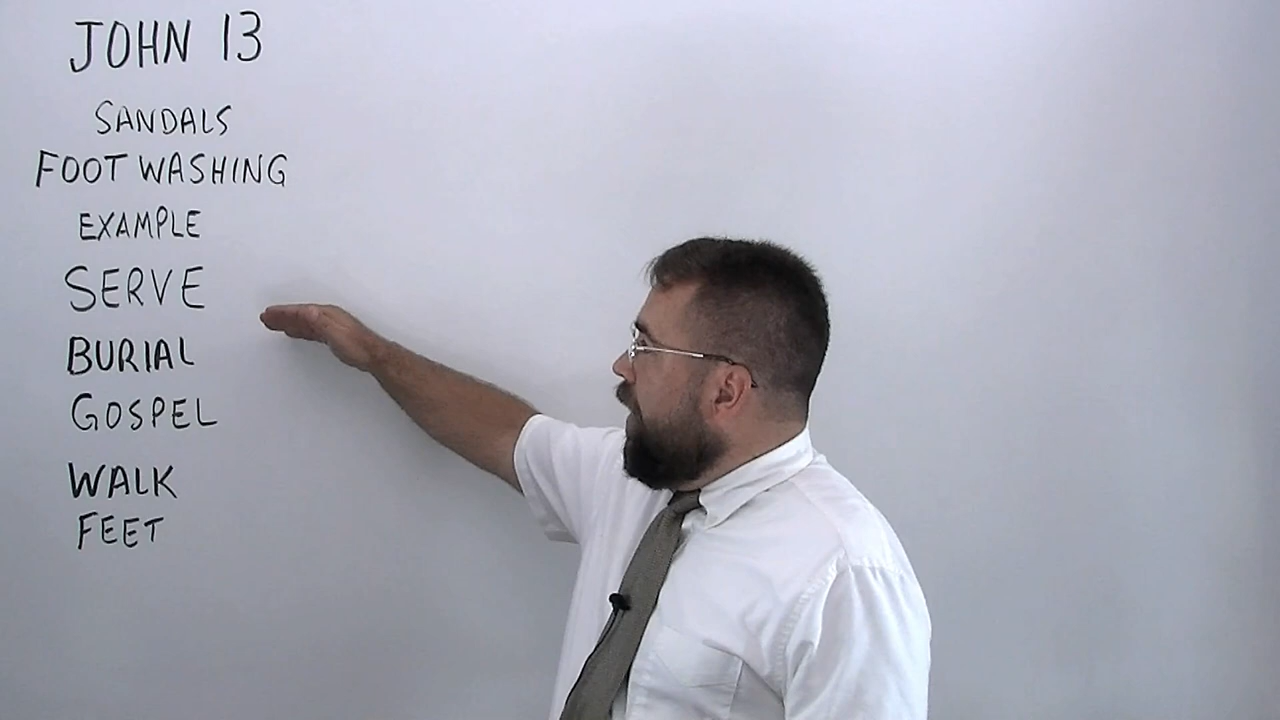 JOHN 13
SANDALS
FOOT WASHING
EXAMPLE
SERVE
BURIAL
GOSPEL
WALK
FEET